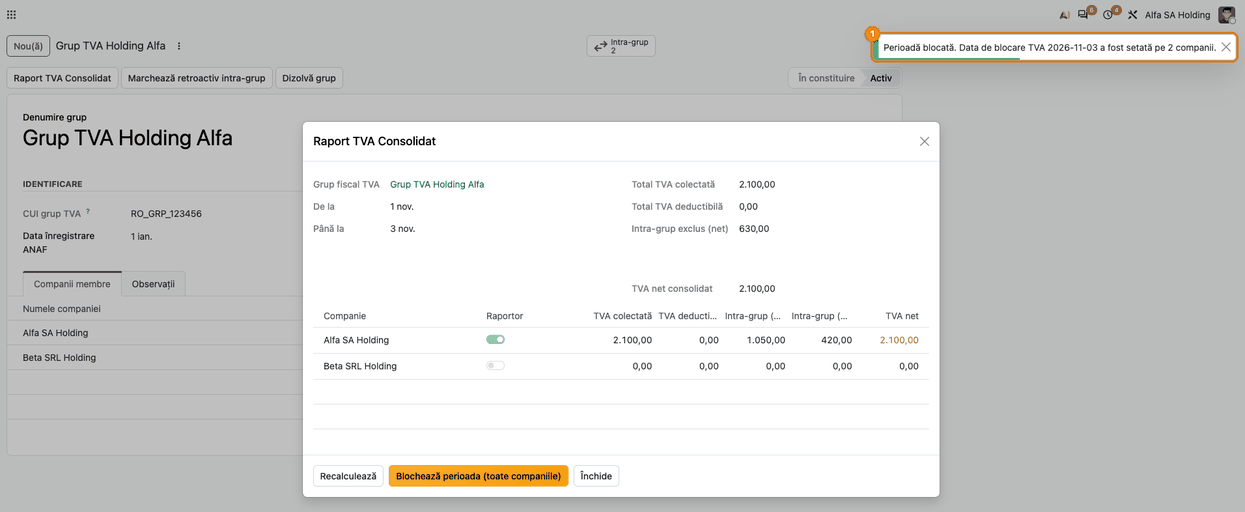 AI 8 4 Alfa SA Holding
Nou(ă) Grup TVA Holding Alfa
Intra-grup
2
1
Perioadă blocată. Data de blocare TVA 2026-11-03 a fost setată pe 2 companii.
Raport TVA Consolidat Marchează retroactiv intra-grup Dizolvă grup
În constituire Activ
Denumire grup
Grup TVA Holding Alfa
IDENTIFICARE
CUI grup TVA ? RO_GRP_123456
Data înregistrare ANAF 1 ian.
Companii membre Observații
Numele companiei
Alfa SA Holding
Beta SRL Holding
Raport TVA Consolidat
Grup fiscal TVA Grup TVA Holding Alfa
De la 1 nov.
Până la 3 nov.
Total TVA colectată 2.100,00
Total TVA deductibilă 0,00
Intra-grup exclus (net) 630,00
TVA net consolidat 2.100,00
Companie Raportor TVA colectată TVA deducti... Intra-grup (... Intra-grup (... TVA net
Alfa SA Holding 2.100,00 0,00 1.050,00 420,00 2.100,00
Beta SRL Holding 0,00 0,00 0,00 0,00 0,00
Recalculează Blochează perioada (toate companiile) Închide